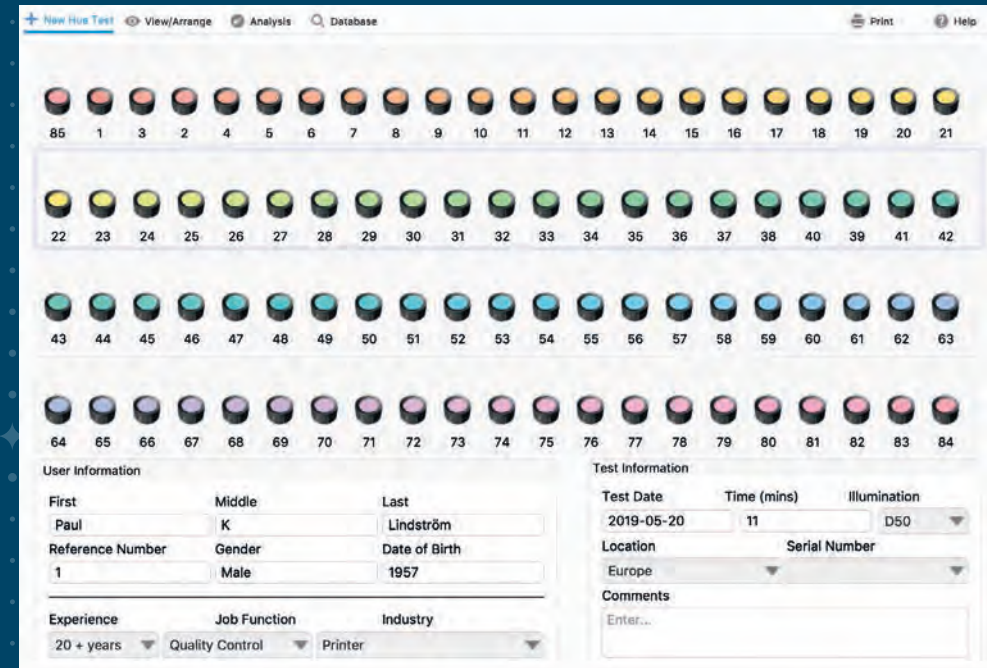 New Hue Test View/Arrange Analysis Database Print Help
85 1 3 2 4 5 6 7 8 9 10 11 12 13 14 15 16 17 18 19 20 21
22 23 24 25 26 27 28 29 30 31 32 33 34 35 36 37 38 40 39 41 42
43 44 45 46 47 48 49 50 51 52 53 54 55 56 57 58 59 60 61 62 63
64 65 66 67 68 69 70 71 72 73 74 75 76 77 78 79 80 81 82 83 84
User Information
First Middle Last
Paul K Lindström
Reference Number Gender Date of Birth
1 Male 1957
Experience Job Function Industry
20 + years Quality Control Printer
Test Information
Test Date Time (mins) Illumination
2019-05-20 11 D50
Location Serial Number
Europe
Comments
Enter...